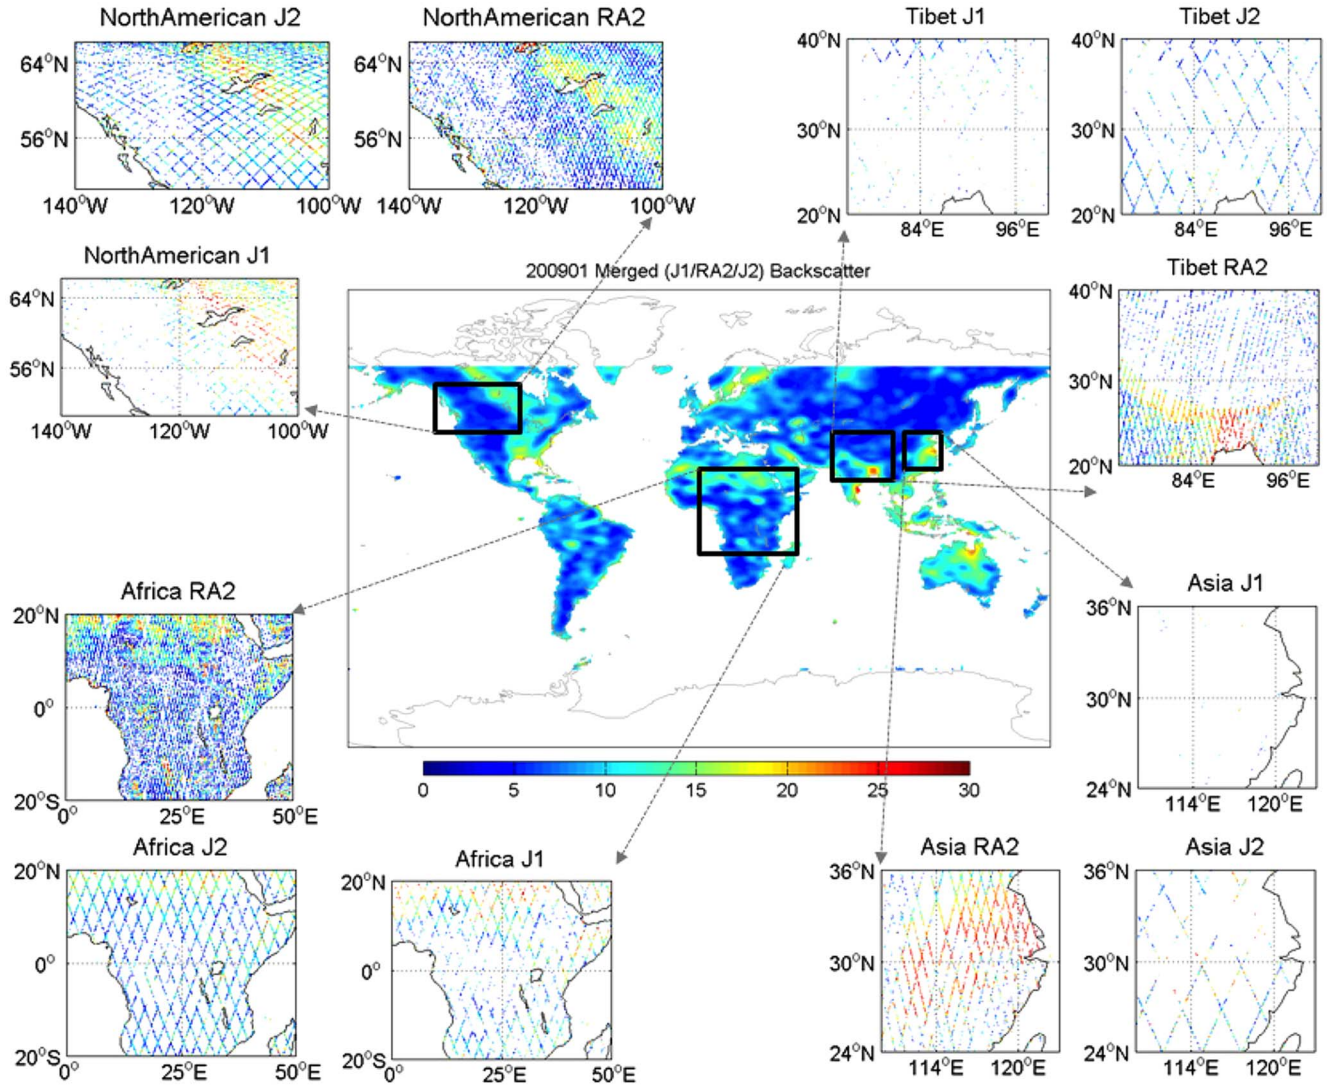 NorthAmerican J2
64°N
56°N
140°W 120°W 100°W
NorthAmerican RA2
64°N
56°N
140°W 120°W 100°W
Tibet J1
40°N
30°N
20°N
84°E 96°E
Tibet J2
40°N
30°N
20°N
84°E 96°E
NorthAmerican J1
64°N
56°N
140°W 120°W 100°W
200901 Merged (J1/RA2/J2) Backscatter
0 5 10 15 20 25 30
Tibet RA2
40°N
30°N
20°N
84°E 96°E
Africa RA2
20°N
0°
20°S
0° 25°E 50°E
Asia J1
36°N
30°N
24°N
114°E 120°E
Africa J2
20°N
0°
20°S
0° 25°E 50°E
Africa J1
20°N
0°
20°S
0° 25°E 50°E
Asia RA2
36°N
30°N
24°N
114°E 120°E
Asia J2
36°N
30°N
24°N
114°E 120°E